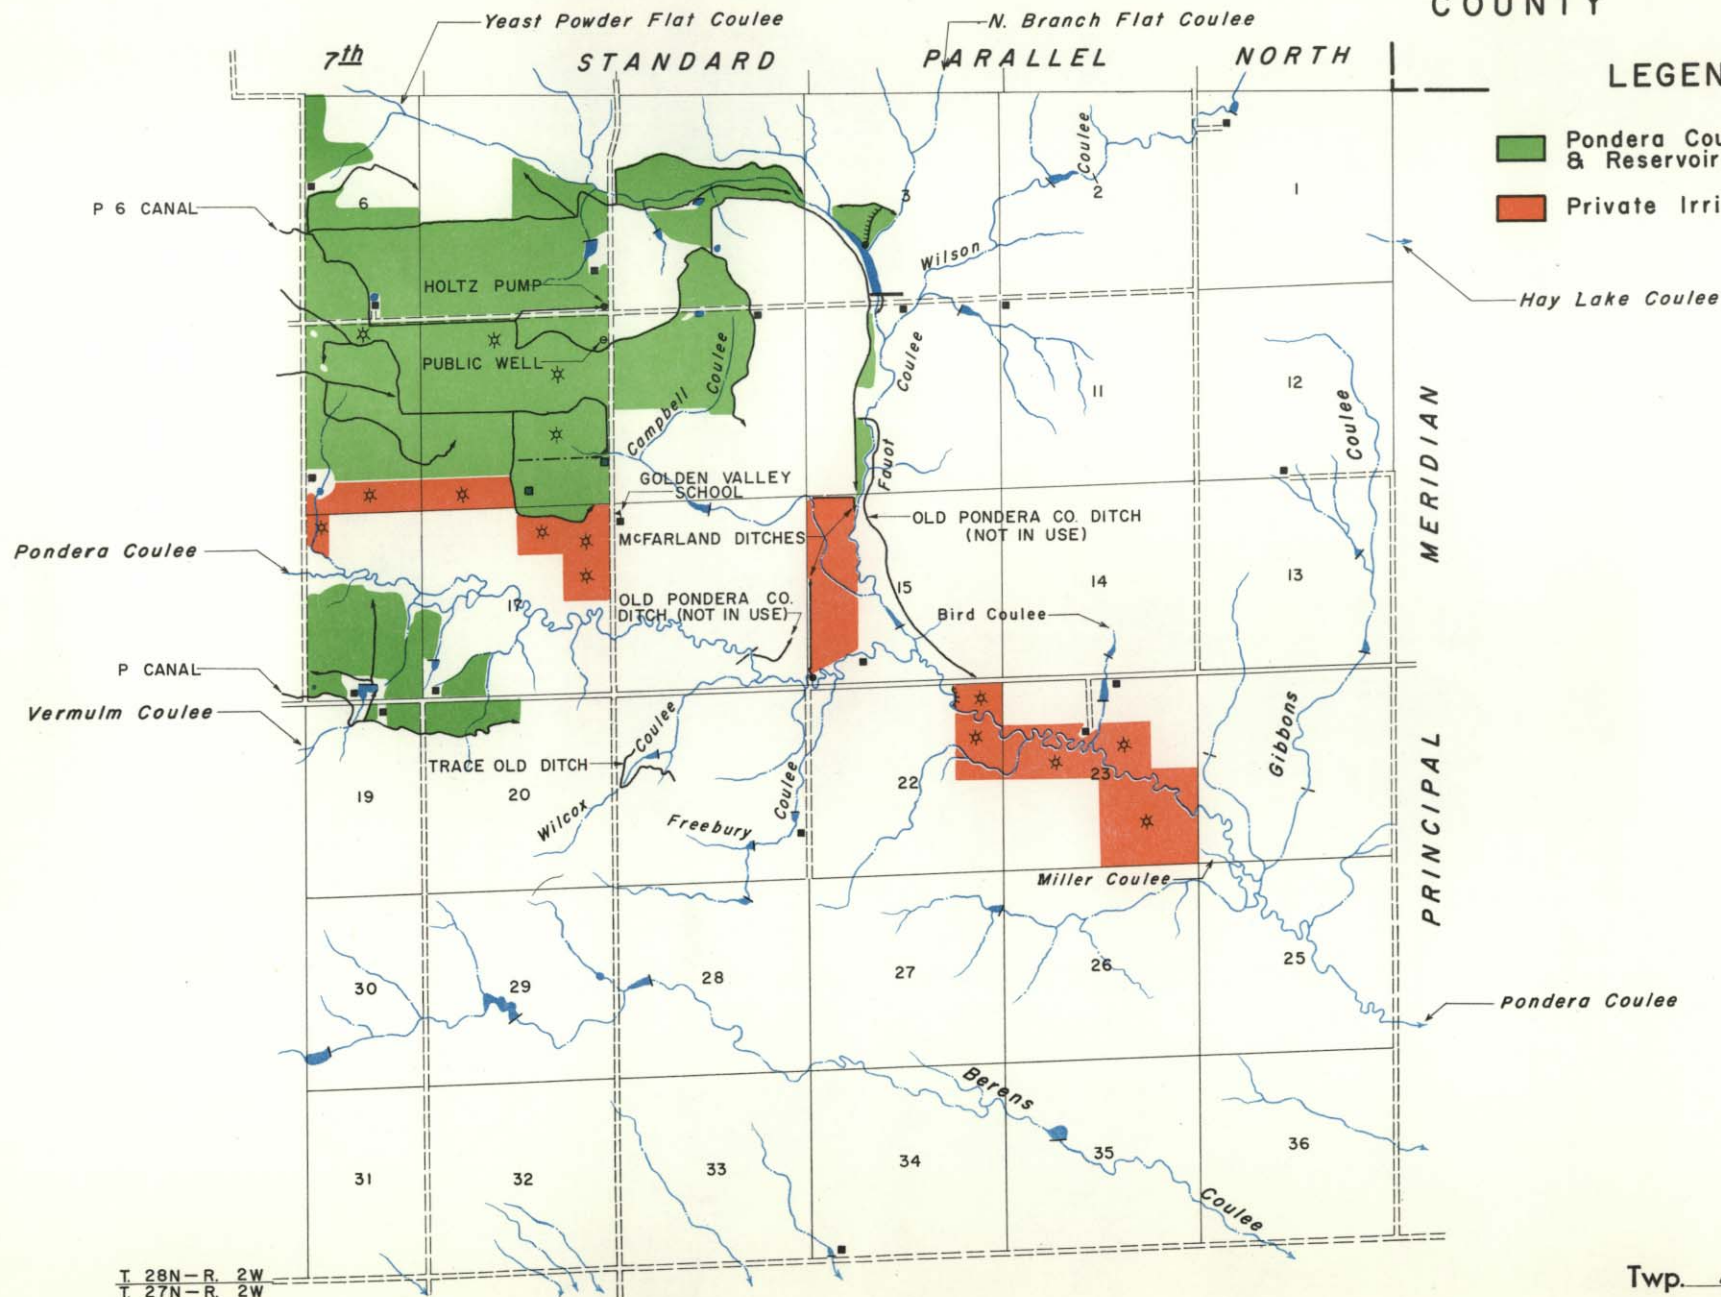 COUNTY
Yeast Powder Flat Coulee
N. Branch Flat Coulee
7th STANDARD PARALLEL NORTH
LEGEN
Pondera Cou
& Reservoir
Private Irri
P 6 CANAL
6
3
Coulee
2
1
Wilson
Hay Lake Coulee
HOLTZ PUMP
PUBLIC WELL
Campbell Coulee
Coulee
11
12
Coulee
MERIDIAN
Fauot
GOLDEN VALLEY
SCHOOL
McFARLAND DITCHES
OLD PONDERA CO. DITCH
(NOT IN USE)
Pondera Coulee
17
OLD PONDERA CO.
DITCH (NOT IN USE)
15
14
13
Bird Coulee
P CANAL
Vermulm Coulee
Gibbons
TRACE OLD DITCH
Wilcox Coulee
Freebury Coulee
19
20
22
23
PRINCIPAL
Miller Coulee
30
29
28
27
26
25
Pondera Coulee
Berens
Coulee
31
32
33
34
35
36
T. 28N–R. 2W
T. 27N–R. 2W
Twp.